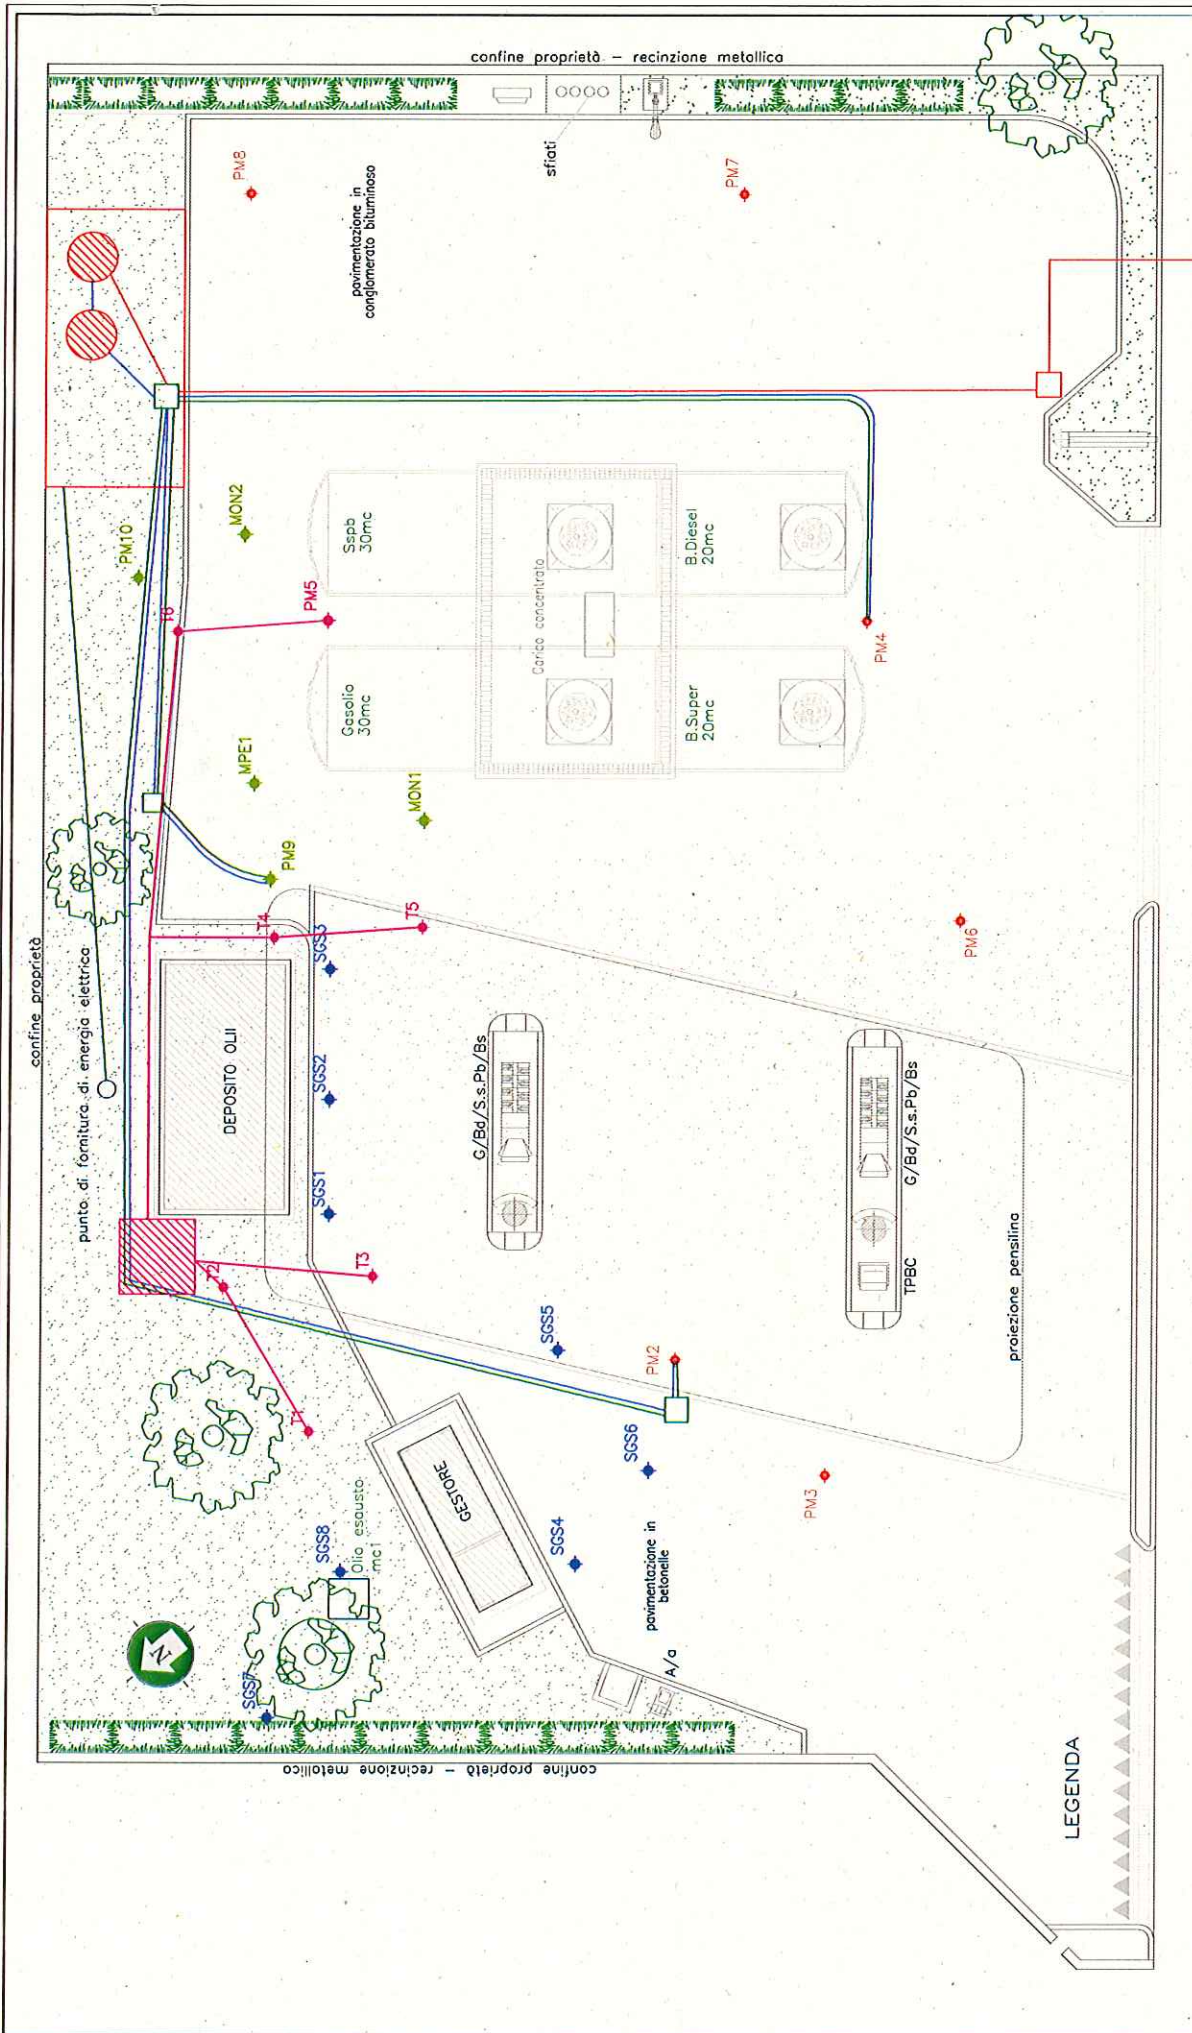 confine proprietà – recinzione metallica
sfiati
PM8
PM7
pavimentazione in
conglomerato bituminoso
PM10
MON2
T6
PM5
Sspb
30mc
B.Diesel
20mc
Carico concentrato
Gasolio
30mc
B.Super
20mc
PM4
MPE1
MON1
PM9
T4
T5
SGS3
PM6
confine proprietà
punto di fornitura di energia elettrica
DEPOSITO OLII
SGS2
SGS1
G/Bd/S.s.Pb/Bs
G/Bd/S.s.Pb/Bs
TPBC
proiezione pensilina
T2
T3
T1
SGS5
PM2
SGS6
PM3
GESTORE
SGS8
Olio esausto
mc1
SGS4
pavimentazione in
betonelle
A/a
N
SGS7
confine proprietà – recinzione metallica
LEGENDA